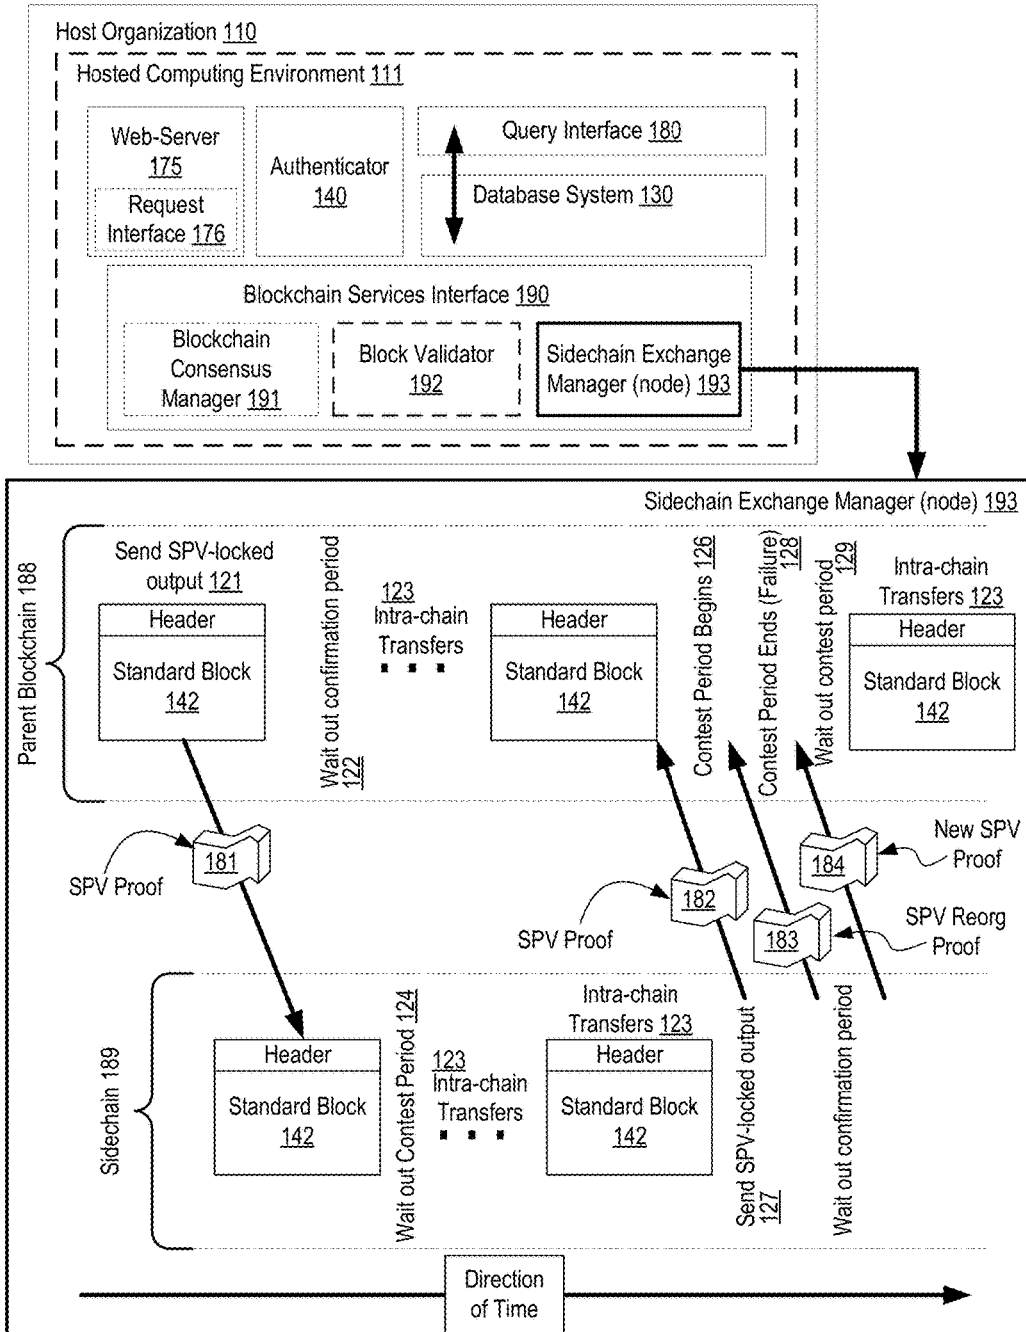 Host Organization 110
Hosted Computing Environment 111
Web-Server
175
Request
Interface 176
Authenticator
140
Query Interface 180
Database System 130
Blockchain Services Interface 190
Blockchain
Consensus
Manager 191
Block Validator
192
Sidechain Exchange
Manager (node) 193
Sidechain Exchange Manager (node) 193
Parent Blockchain 188
Send SPV-locked
output 121
Header
Standard Block
142
Wait out confirmation period
122
123
Intra-chain
Transfers
Header
Standard Block
142
Contest Period Begins 126
Contest Period Ends (Failure)
128
Wait out contest period
129
Intra-chain
Transfers 123
Header
Standard Block
142
181
SPV Proof
182
SPV Proof
183
SPV Reorg
Proof
184
New SPV
Proof
Sidechain 189
Header
Standard Block
142
Wait out Contest Period 124
123
Intra-chain
Transfers
Intra-chain
Transfers 123
Header
Standard Block
142
Send SPV-locked output
127
Wait out confirmation period
Direction
of Time